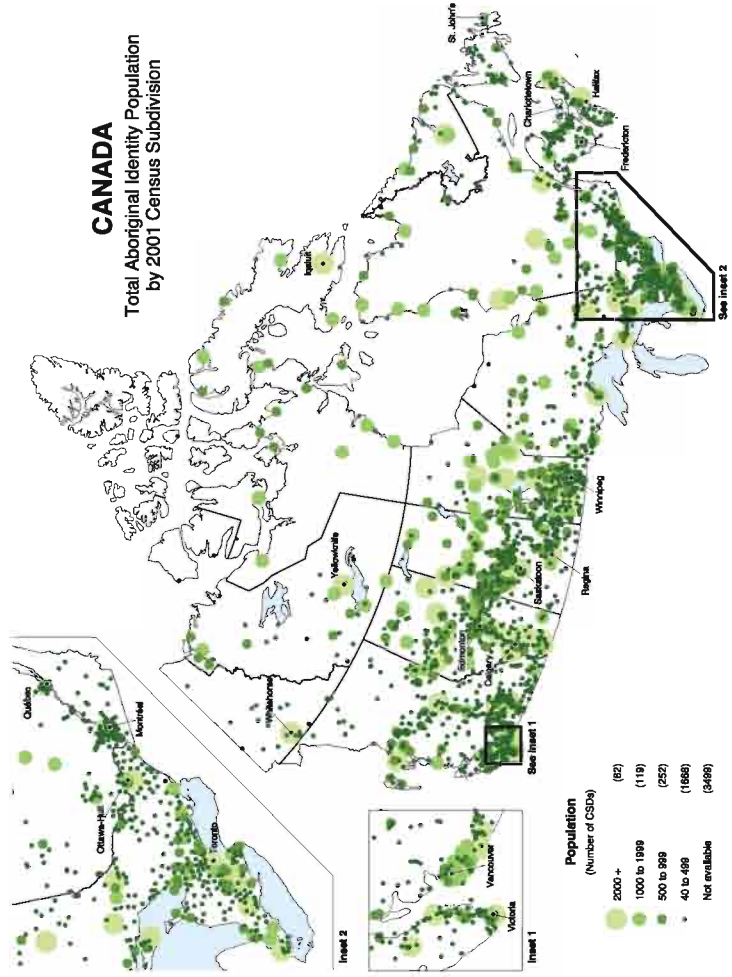 CANADA
Total Aboriginal Identity Population
by 2001 Census Subdivision
St. John's
Charlottetown
Halifax
Fredericton
Iqaluit
See Inset 2
Yellowknife
Whitehorse
Edmonton
Calgary
Saskatoon
Regina
Winnipeg
See Inset 1
Québec
Montréal
Ottawa-Hull
Toronto
Inset 2
Vancouver
Victoria
Inset 1
Population
(Number of CSDs)
2000 + (82)
1000 to 1999 (119)
500 to 999 (252)
40 to 499 (1668)
Not available (3499)